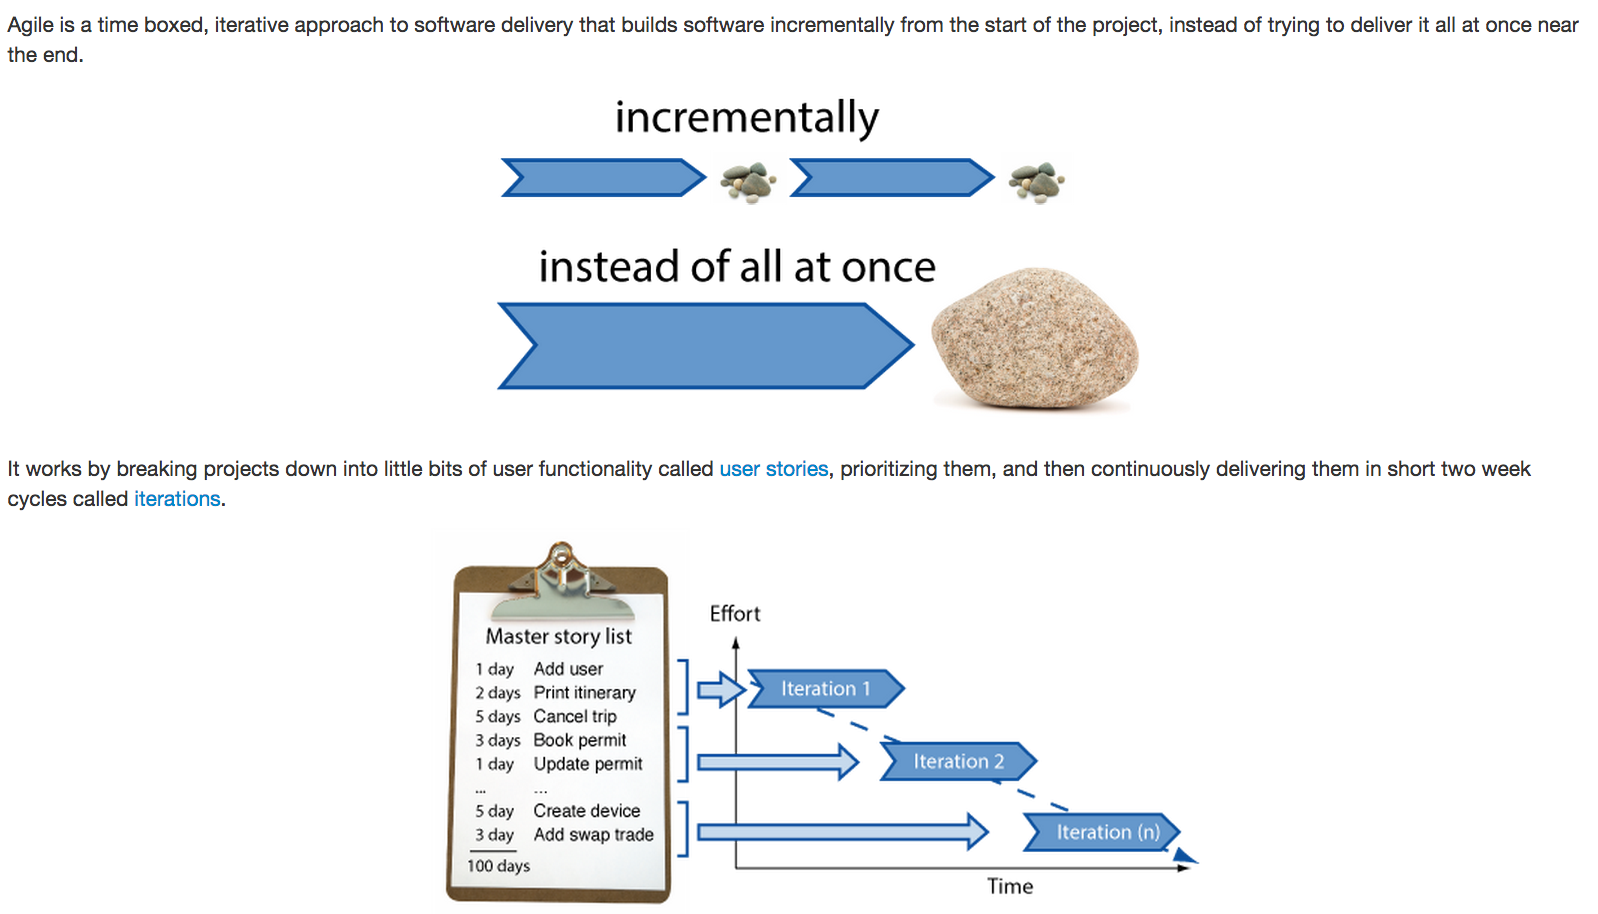 Agile is a time boxed, iterative approach to software delivery that builds software incrementally from the start of the project, instead of trying to deliver it all at once near
the end.
incrementally
instead of all at once
It works by breaking projects down into little bits of user functionality called user stories, prioritizing them, and then continuously delivering them in short two week
cycles called iterations.
Master story list
1 day Add user
2 days Print itinerary
5 days Cancel trip
3 days Book permit
1 day Update permit
... ...
5 day Create device
3 day Add swap trade
100 days
Effort
Iteration 1
Iteration 2
Iteration (n)
Time